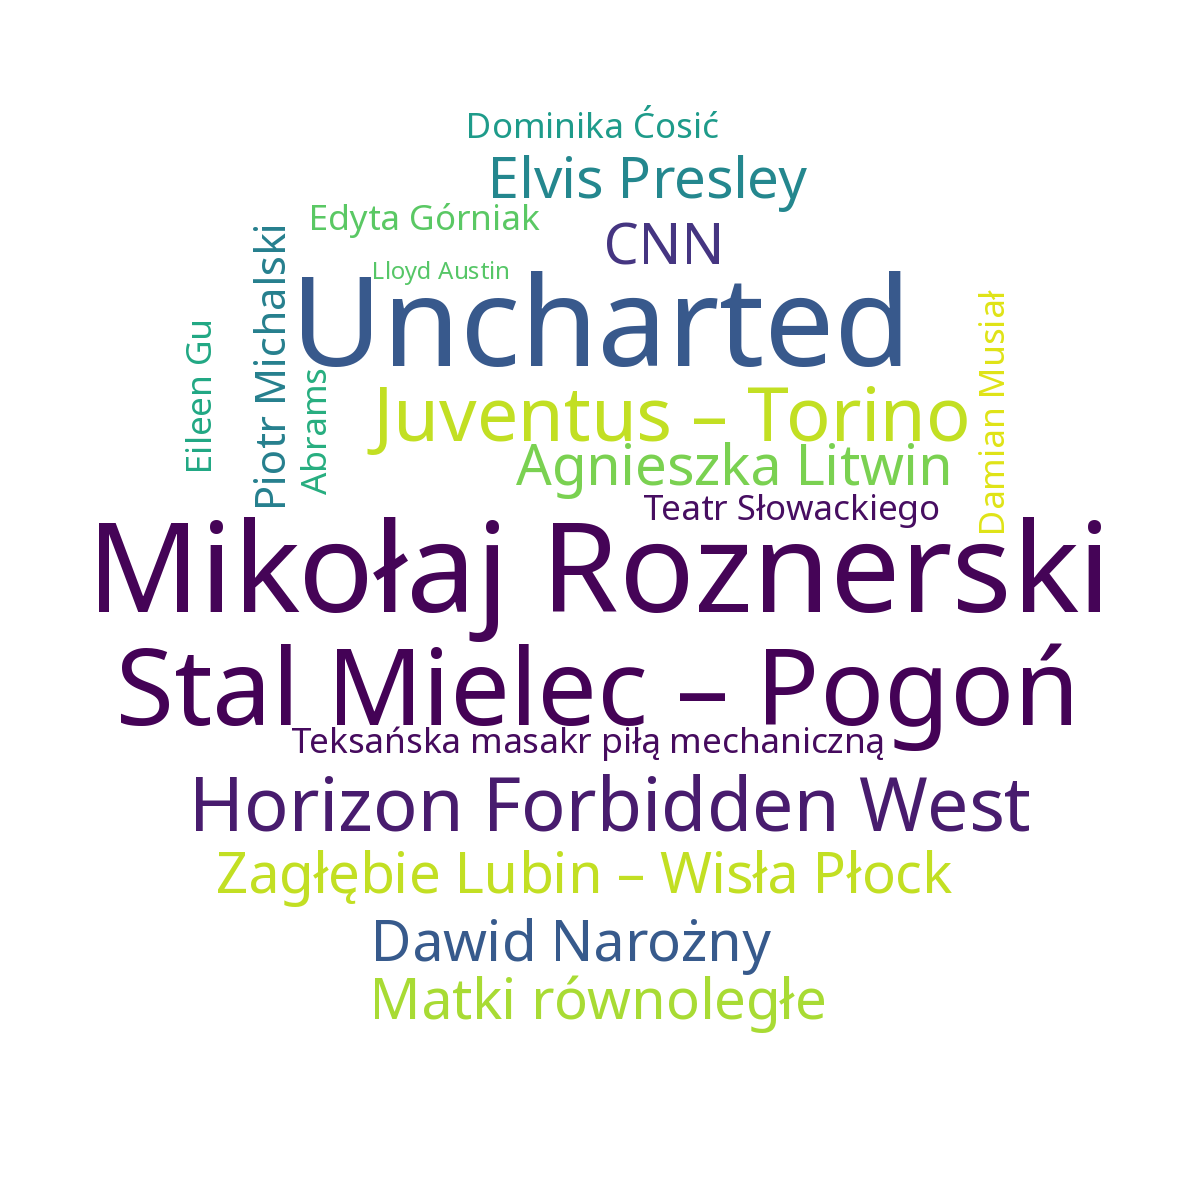 Dominika Ćosić
Elvis Presley
Edyta Górniak
CNN
Piotr Michalski
Lloyd Austin
Uncharted
Eileen Gu
Abrams
Damian Musiał
Juventus – Torino
Agnieszka Litwin
Teatr Słowackiego
Mikołaj Roznerski
Stal Mielec – Pogoń
Teksańska masakr piłą mechaniczną
Horizon Forbidden West
Zagłębie Lubin – Wisła Płock
Dawid Narożny
Matki równoległe